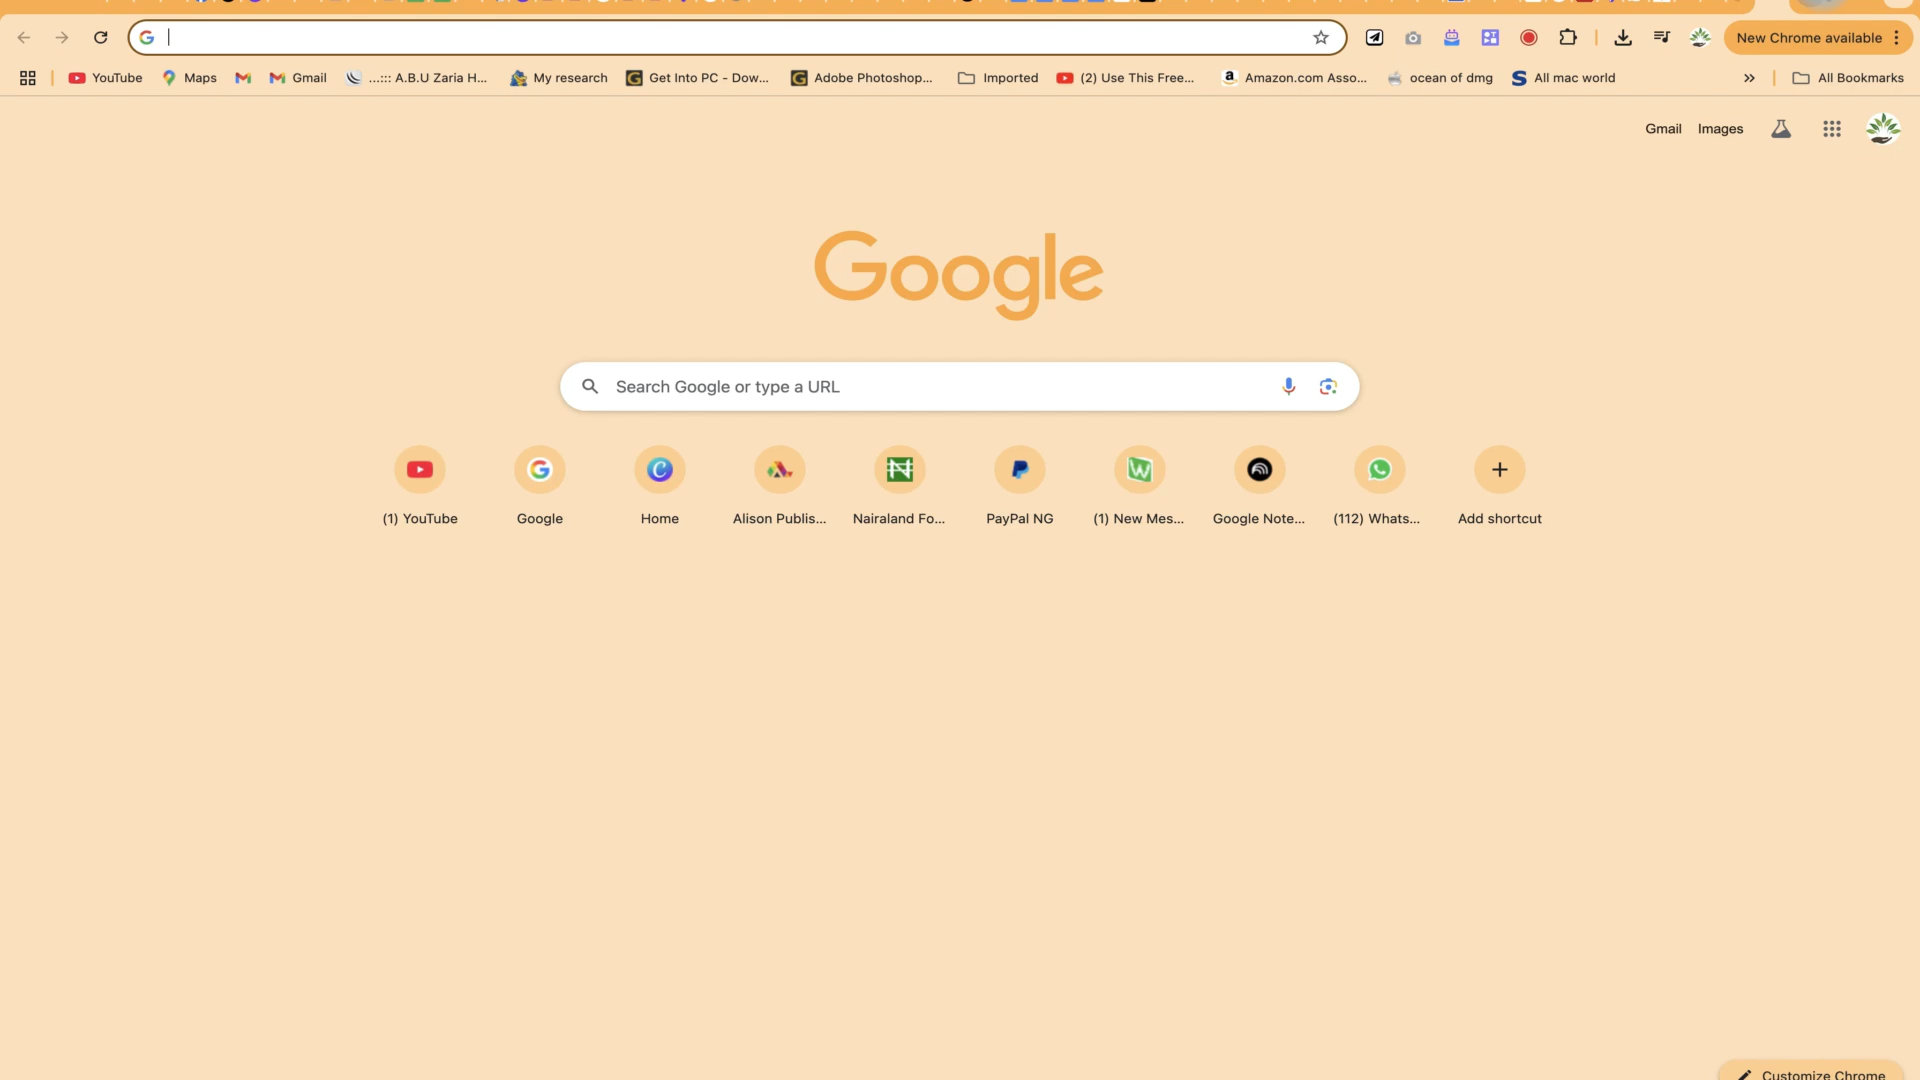 New Chrome available
YouTube
Maps
Gmail
...::: A.B.U Zaria H...
My research
Get Into PC - Dow...
Adobe Photoshop...
Imported
(2) Use This Free...
Amazon.com Asso...
ocean of dmg
All mac world
All Bookmarks
Gmail
Images
Google
Search Google or type a URL
(1) YouTube
Google
Home
Alison Publis...
Nairaland Fo...
PayPal NG
(1) New Mes...
Google Note...
(112) Whats...
Add shortcut
Customize Chrome